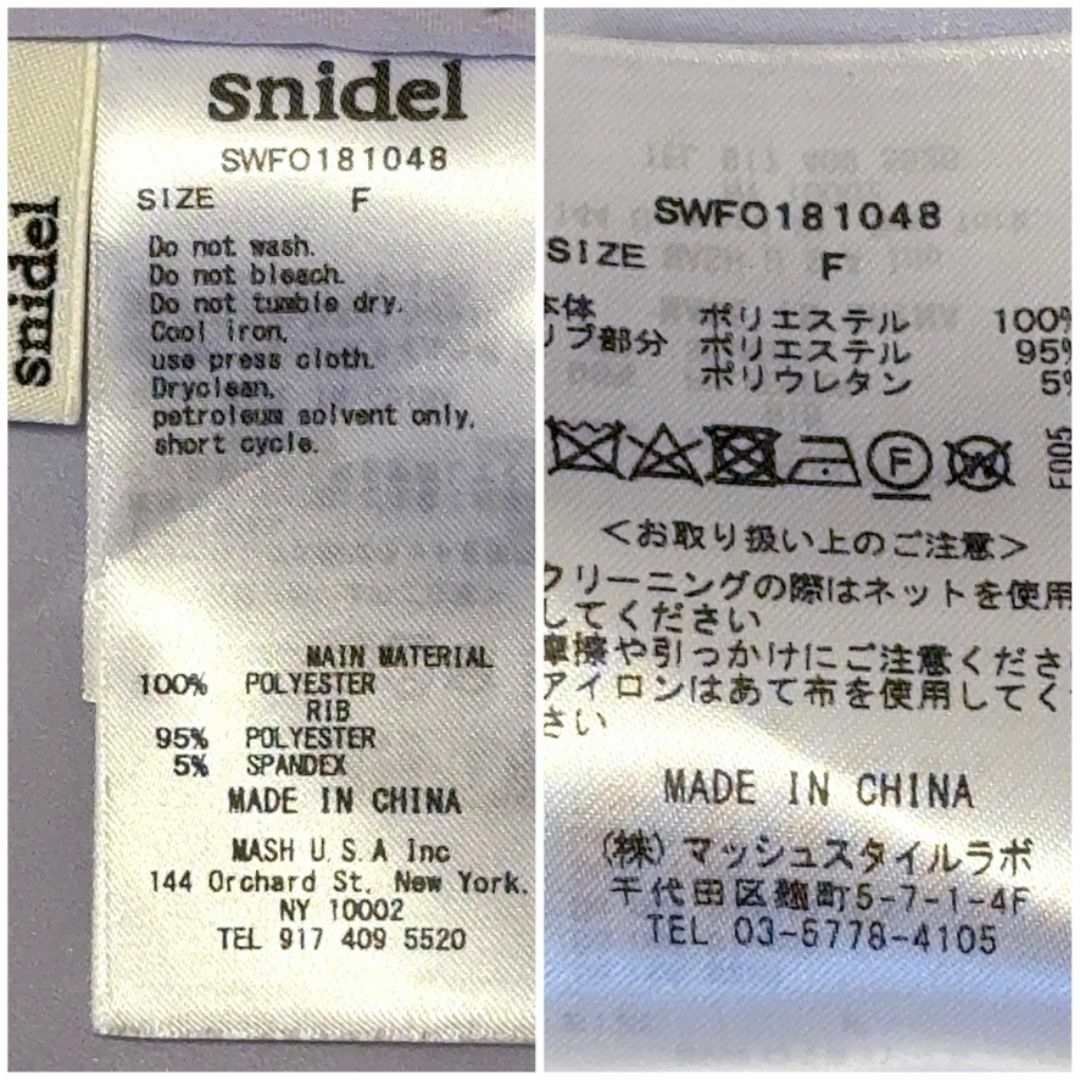 snidel
snidel
SWFO181048
SIZE F
Do not wash.
Do not bleach.
Do not tumble dry.
Cool iron,
use press cloth.
Dryclean,
petroleum solvent only,
short cycle.
MAIN MATERIAL
100% POLYESTER
RIB
95% POLYESTER
5% SPANDEX
MADE IN CHINA
MASH U.S.A Inc
144 Orchard St. New York.
NY 10002
TEL 917 409 5520
SWFO181048
SIZE F
本体 ポリエステル 100%
リブ部分 ポリエステル 95%
ポリウレタン 5%
F W
F005
<お取り扱い上のご注意>
クリーニングの際はネットを使用
してください
摩擦や引っかけにご注意くださ
アイロンはあて布を使用してく
さい
MADE IN CHINA
(株) マッシュスタイルラボ
千代田区麹町5-7-1-4F
TEL 03-5778-4105